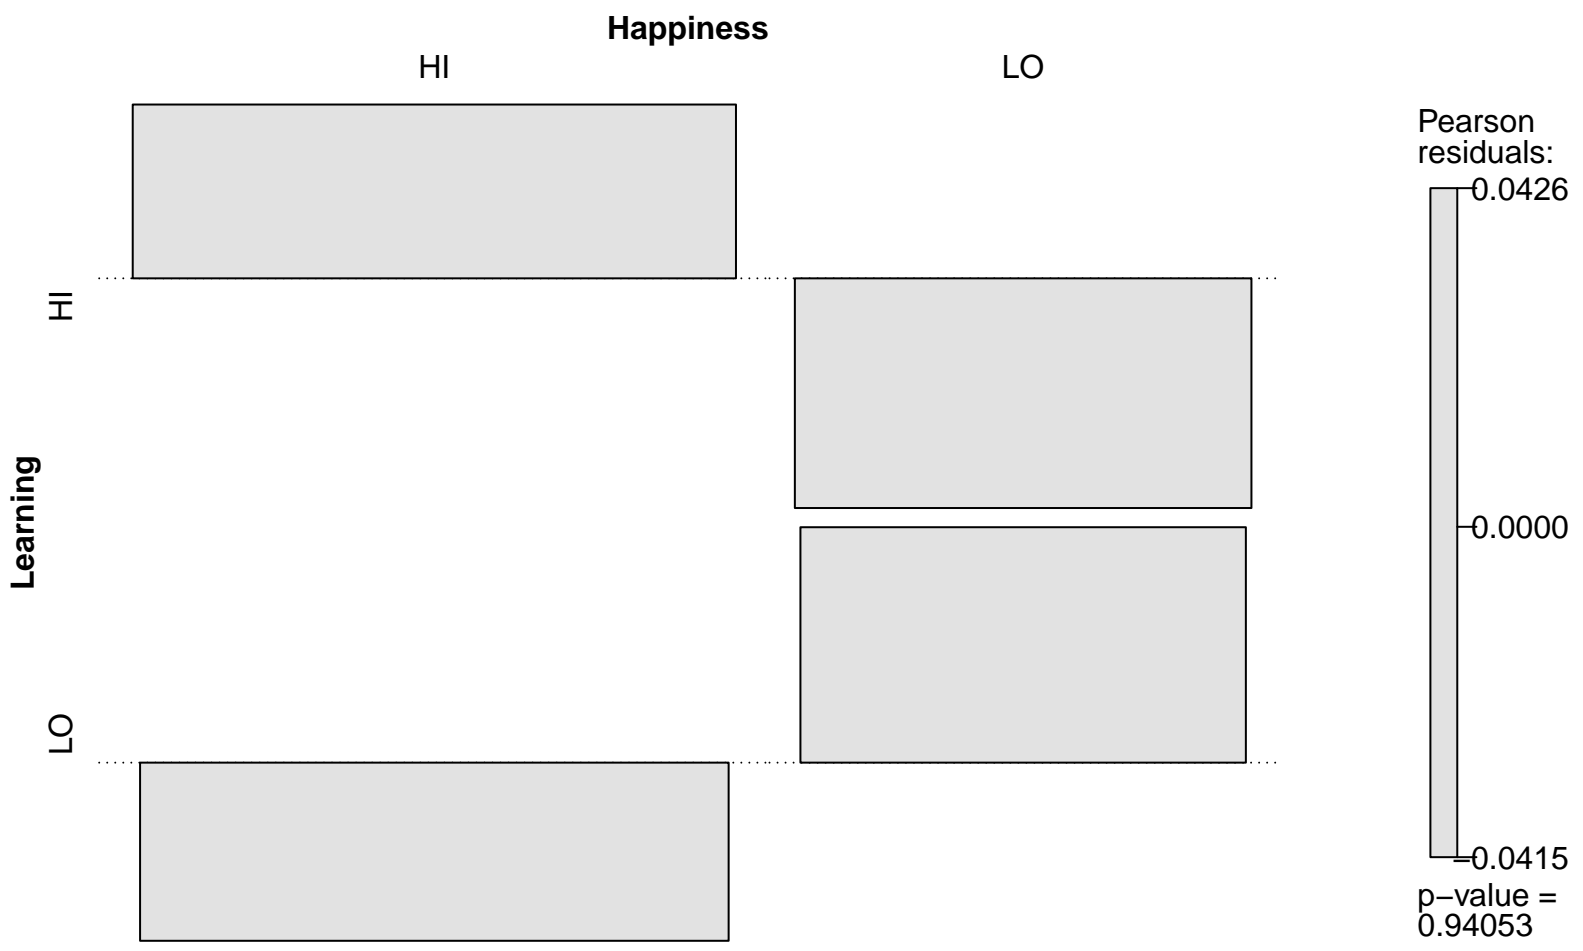 Happiness
HI
LO
Learning
HI
LO
Pearson
residuals:
0.0426
0.0000
−0.0415
p−value =
0.94053